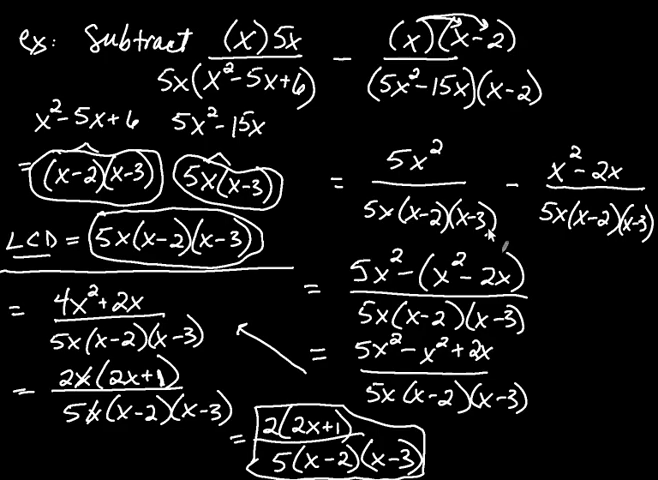 ex: Subtract (x)5x / 5x(x²-5x+6) - (x)(x-2) / (5x²-15x)(x-2)
x²-5x+6 5x²-15x
= (x-2)(x-3) 5x(x-3)
LCD = 5x(x-2)(x-3)
= 5x² / 5x(x-2)(x-3) - x²-2x / 5x(x-2)(x-3)
= 5x²-(x²-2x) / 5x(x-2)(x-3)
= 5x²-x²+2x / 5x(x-2)(x-3)
= 4x²+2x / 5x(x-2)(x-3)
= 2x(2x+1) / 5x(x-2)(x-3)
= 2(2x+1) / 5(x-2)(x-3)